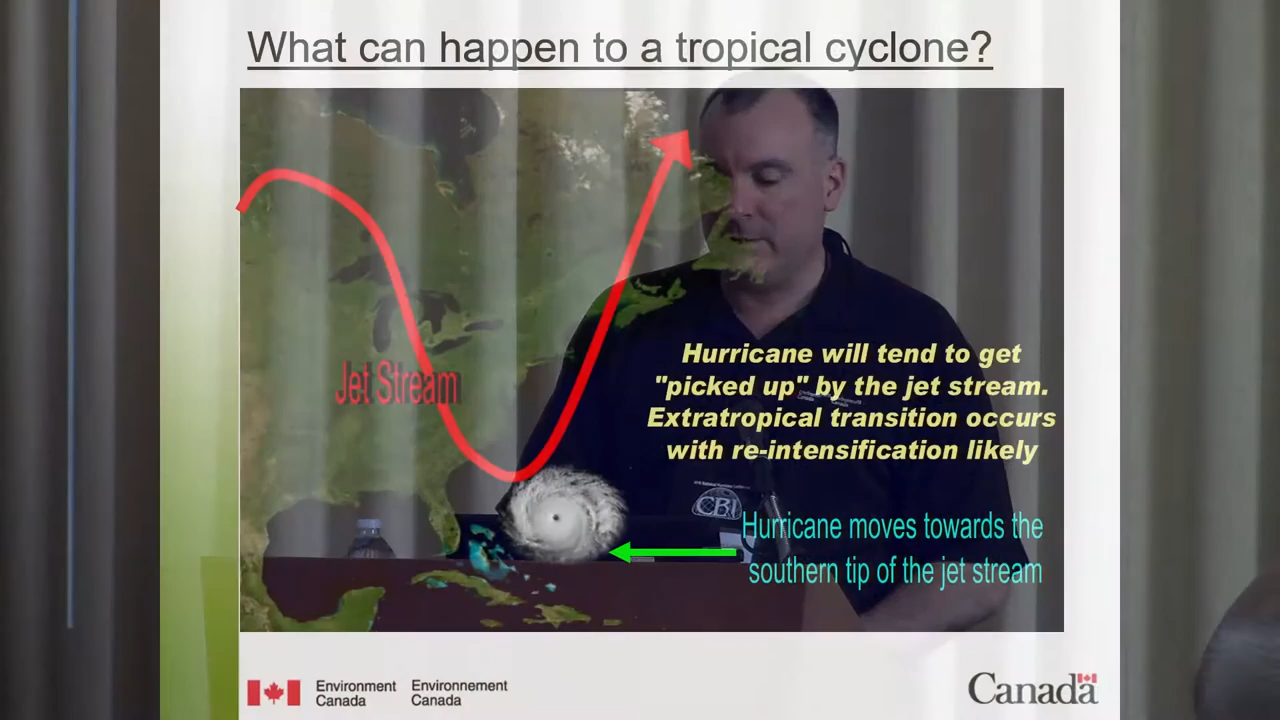 What can happen to a tropical cyclone?
Jet Stream
Hurricane will tend to get
"picked up" by the jet stream.
Extratropical transition occurs
with re-intensification likely
CBI
Hurricane moves towards the
southern tip of the jet stream
Environment Environnement
Canada Canada
Canada